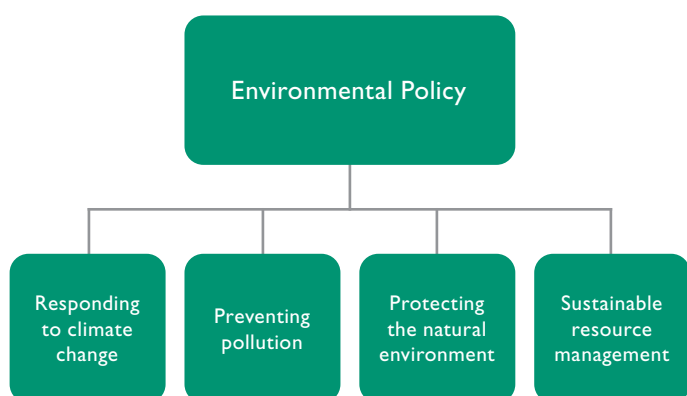 Environmental Policy
Responding
to climate
change
Preventing
pollution
Protecting
the natural
environment
Sustainable
resource
management